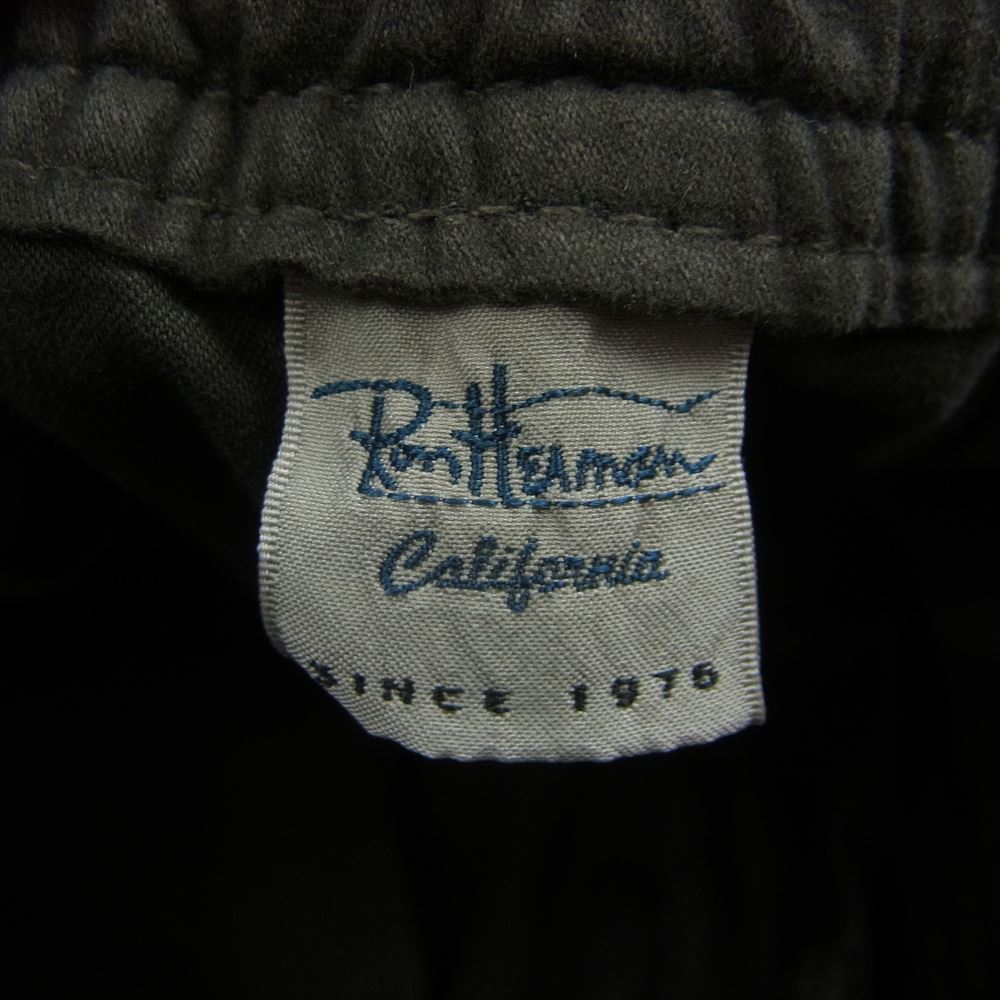 Ron Herman
California
SINCE 1976